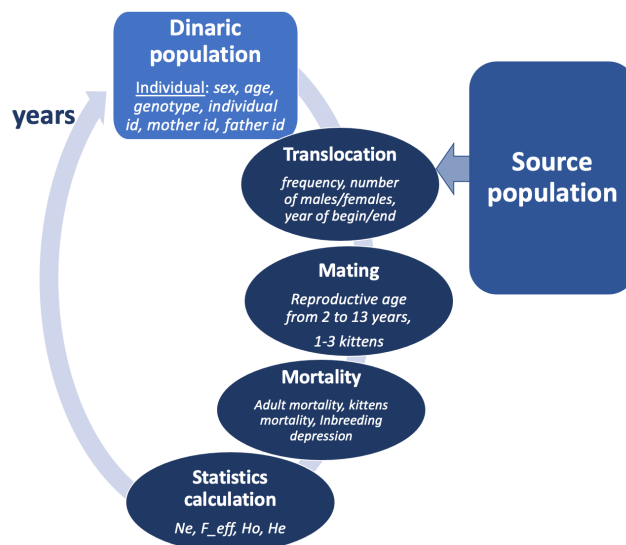 Dinaric
population
Individual: sex, age,
genotype, individual
id, mother id, father id
years
Translocation
frequency, number
of males/females,
year of begin/end
Source
population
Mating
Reproductive age
from 2 to 13 years,
1-3 kittens
Mortality
Adult mortality, kittens
mortality, Inbreeding
depression
Statistics
calculation
Ne, F_eff, Ho, He